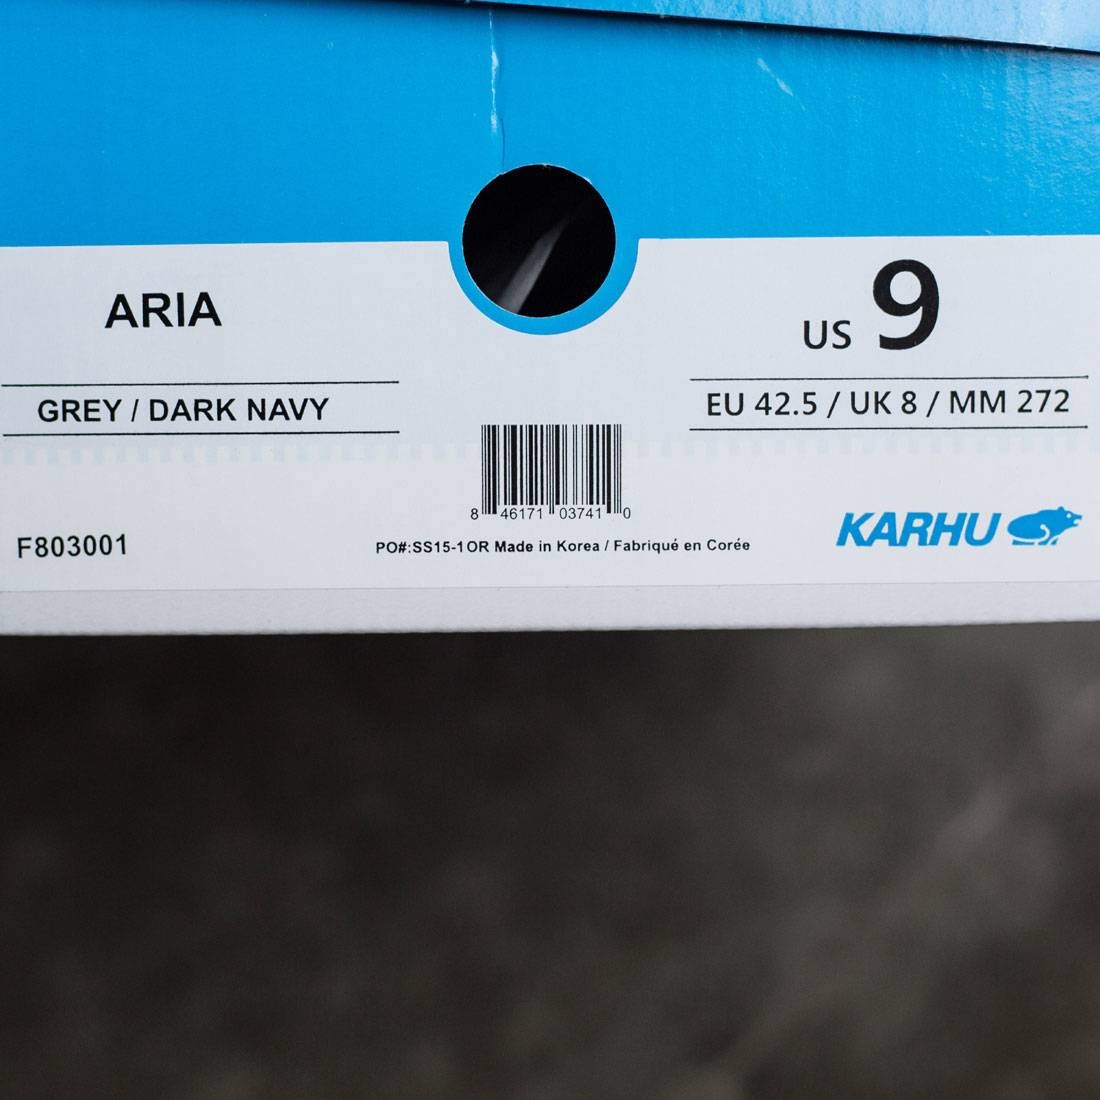 ARIA
US 9
GREY / DARK NAVY
EU 42.5 / UK 8 / MM 272
8 46171 03741 0
F803001
PO#:SS15-1OR Made in Korea / Fabriqué en Corée
KARHU